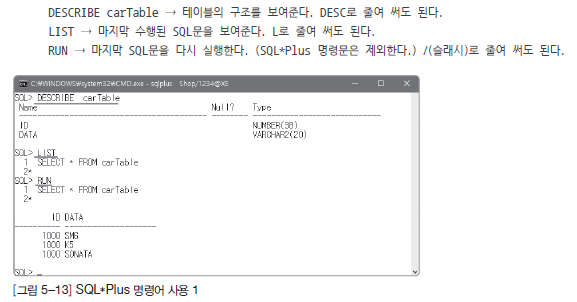 DESCRIBE carTable → 테이블의 구조를 보여준다. DESC로 줄여 써도 된다.
LIST → 마지막 수행된 SQL문을 보여준다. L로 줄여 써도 된다.
RUN → 마지막 SQL문을 다시 실행한다. (SQL*Plus 명령문은 제외한다.) /(슬래시)로 줄여 써도 된다.
C:#WINDOWS#system32#CMD.exe - sqlplus Shop/1234@XE
SQL> DESCRIBE carTable
Name Null? Type
ID NUMBER(38)
DATA VARCHAR2(20)
SQL> LIST
1 SELECT * FROM carTable
2*
SQL> RUN
1 SELECT * FROM carTable
2*
ID DATA
1000 SM6
1000 K5
1000 SONATA
SQL> _
[그림 5-13] SQL*Plus 명령어 사용 1